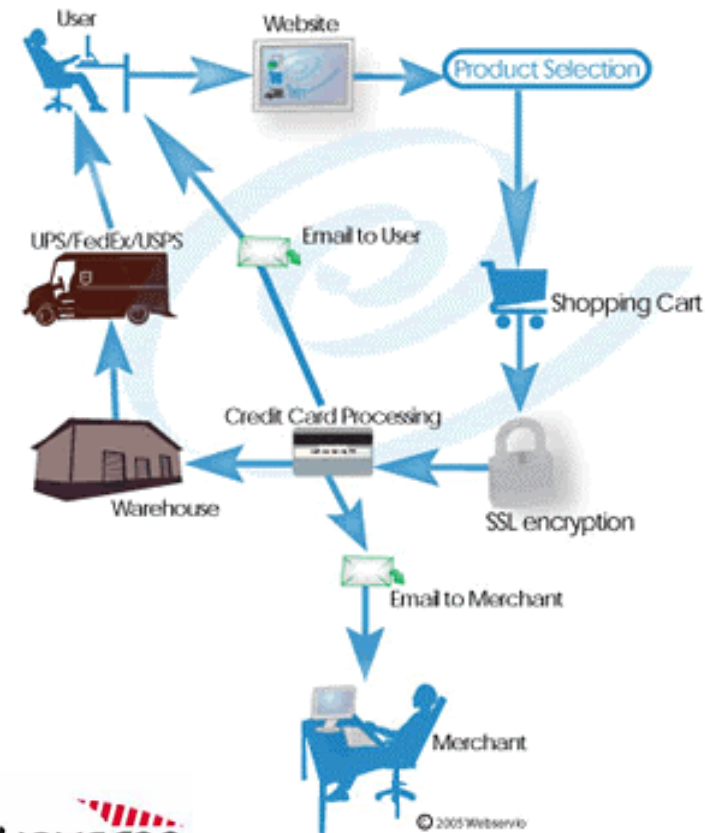 User
Website
Product Selection
UPS/FedEx/USPS
Email to User
Shopping Cart
Credit Card Processing
Warehouse
SSL encryption
Email to Merchant
Merchant
© 2005 Webservio